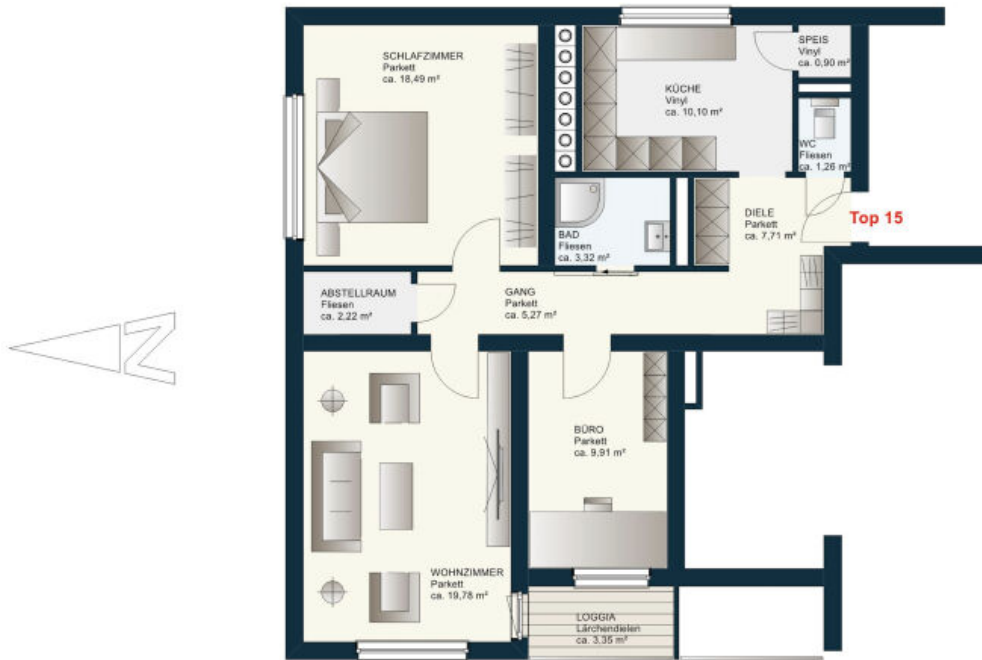 SCHLAFZIMMER
Parkett
ca. 18,49 m²
KÜCHE
Vinyl
ca. 10,10 m²
SPEIS
Vinyl
ca. 0,90 m²
WC
Fliesen
ca. 1,26 m²
BAD
Fliesen
ca. 3,32 m²
DIELE
Parkett
ca. 7,71 m²
Top 15
ABSTELLRAUM
Fliesen
ca. 2,22 m²
GANG
Parkett
ca. 5,27 m²
N
BÜRO
Parkett
ca. 9,91 m²
WOHNZIMMER
Parkett
ca. 19,78 m²
LOGGIA
Lärchendielen
ca. 3,35 m²